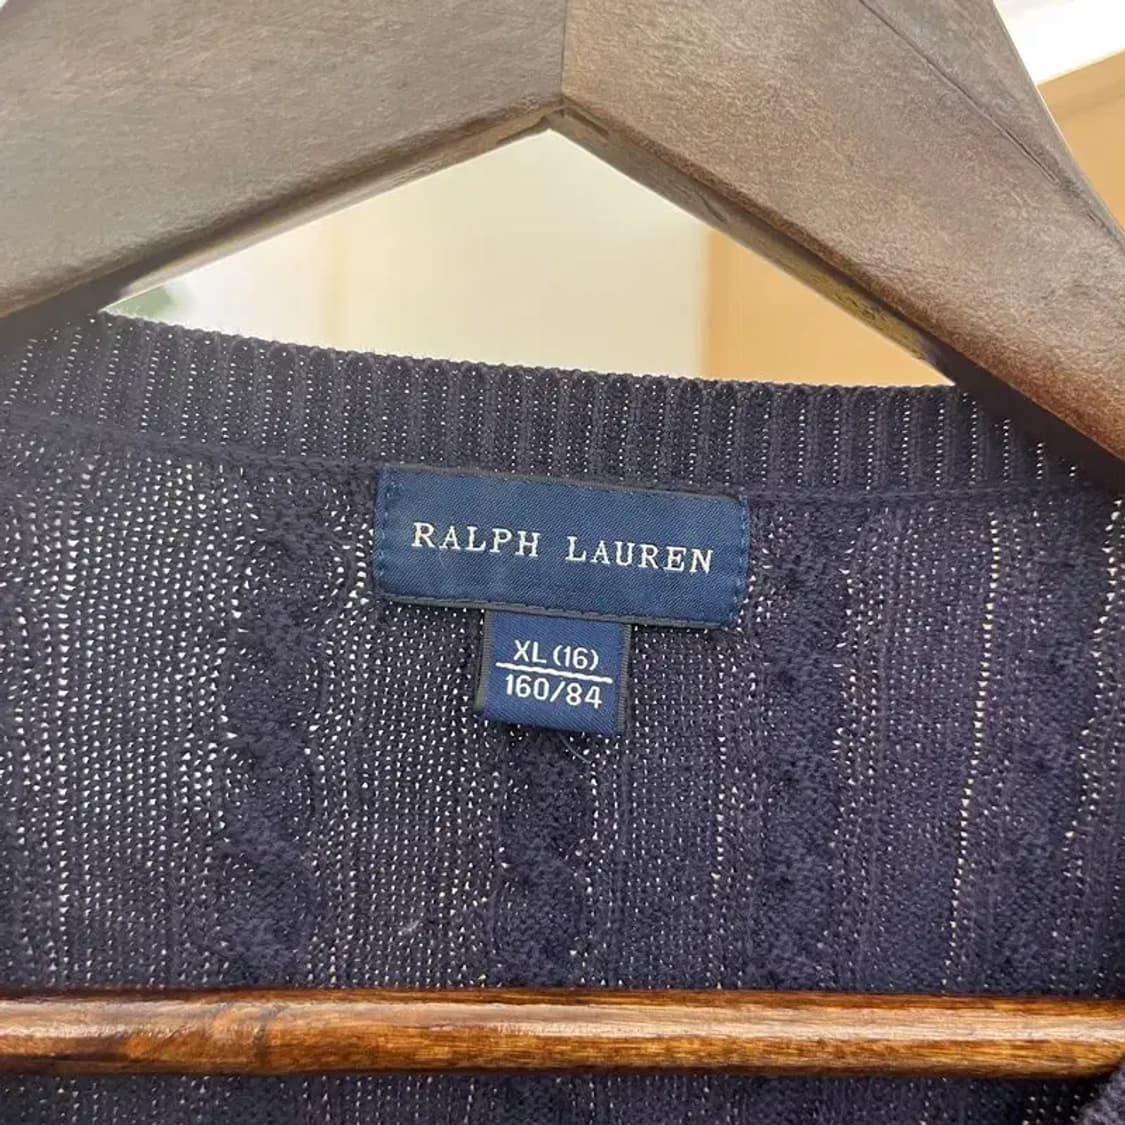 RALPH LAUREN
XL (16)
160/84